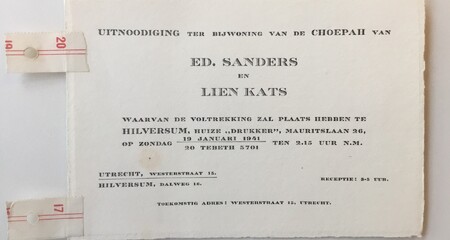 UITNOODIGING TER BIJWONING VAN DE CHOEPAH VAN
ED. SANDERS
EN
LIEN KATS
WAARVAN DE VOLTREKKING ZAL PLAATS HEBBEN TE
HILVERSUM, HUIZE „DRUKKER”, MAURITSLAAN 26,
OP ZONDAG 19 JANUARI 1941 TEN 2.15 UUR N.M.
20 TEBETH 5701
UTRECHT, WESTERSTRAAT 15.
HILVERSUM, DALWEG 16.
RECEPTIE: 3-5 UUR.
TOEKOMSTIG ADRES: WESTERSTRAAT 15, UTRECHT.
20
19
17